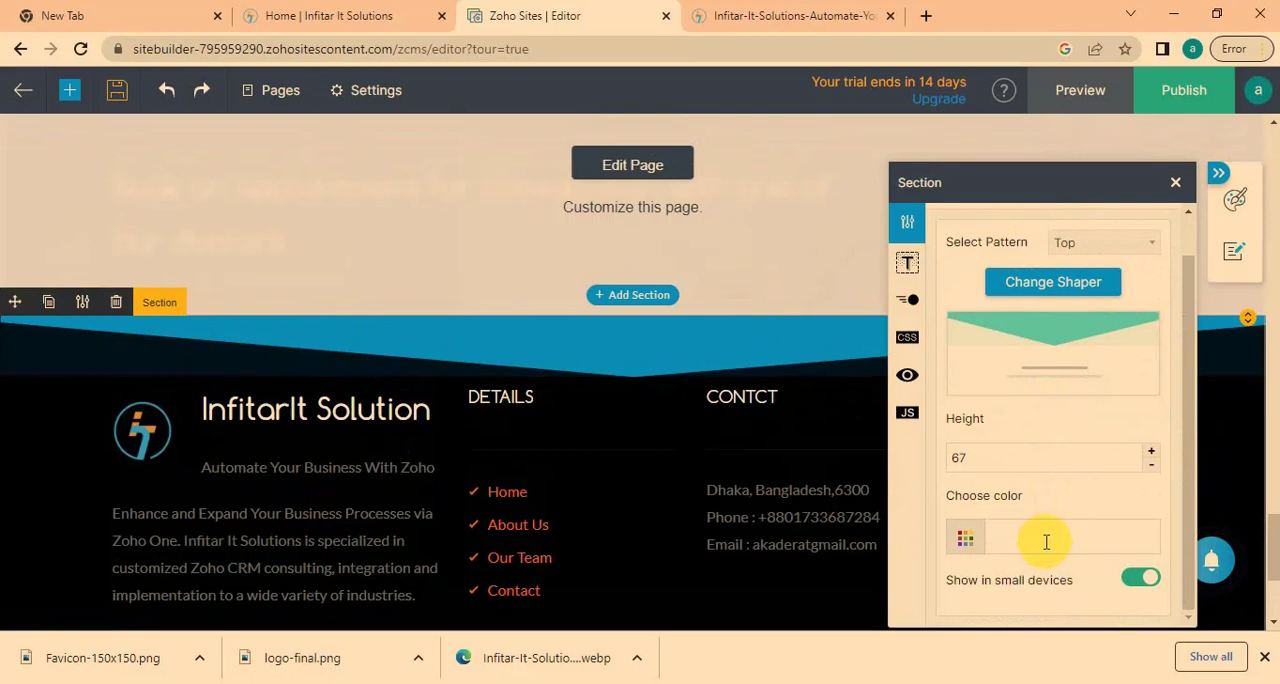 New Tab
Home | Infitar It Solutions
Zoho Sites | Editor
Infitar-It-Solutions-Automate-Yo
sitebuilder-795959290.zohositescontent.com/zcms/editor?tour=true
a
Error
Pages
Settings
Your trial ends in 14 days
Upgrade
?
Preview
Publish
a
Edit Page
Customize this page.
+ Add Section
Section
InfitarIt Solution
Automate Your Business With Zoho
Enhance and Expand Your Business Processes via
Zoho One. Infitar It Solutions is specialized in
customized Zoho CRM consulting, integration and
implementation to a wide variety of industries.
DETAILS
Home
About Us
Our Team
Contact
CONTCT
Dhaka, Bangladesh,6300
Phone : +8801733687284
Email : akaderatgmail.com
Section
T
CSS
JS
Select Pattern
Top
Change Shaper
Height
67
+
-
Choose color
Show in small devices
Favicon-150x150.png
logo-final.png
Infitar-It-Solutio....webp
Show all